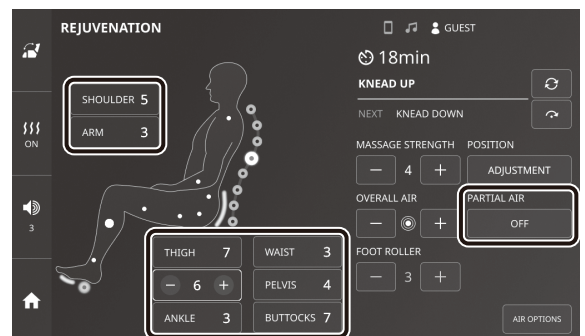 REJUVENATION
GUEST
18min
KNEAD UP
NEXT KNEAD DOWN
SHOULDER 5
ARM 3
ON
3
MASSAGE STRENGTH
− 4 +
POSITION
ADJUSTMENT
OVERALL AIR
− +
PARTIAL AIR
OFF
FOOT ROLLER
− 3 +
THIGH 7
− 6 +
ANKLE 3
WAIST 3
PELVIS 4
BUTTOCKS 7
AIR OPTIONS